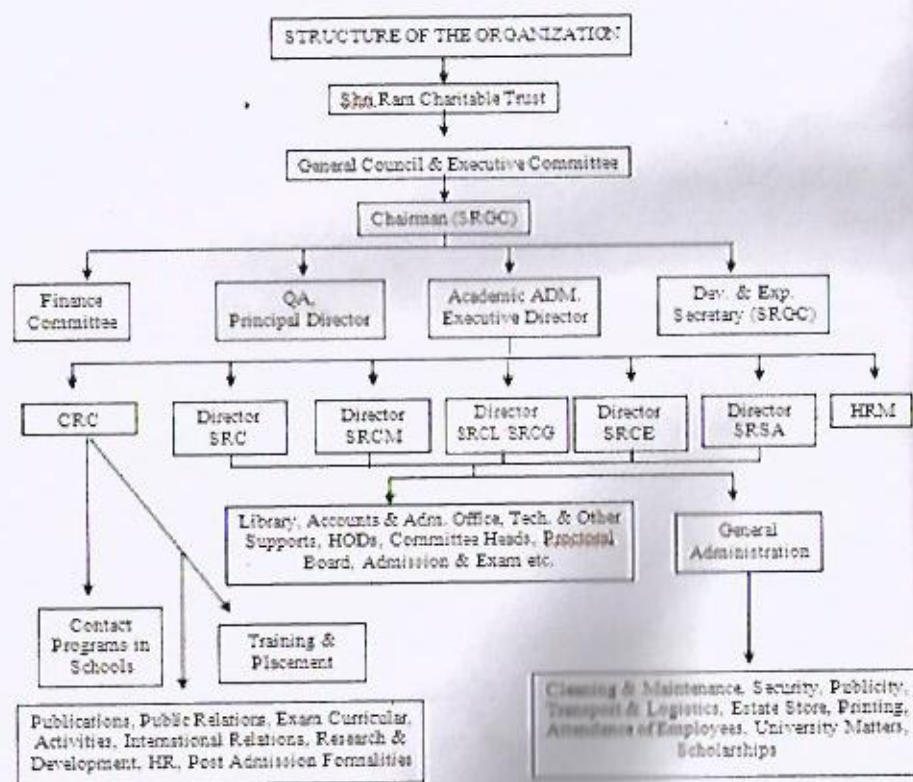 STRUCTURE OF THE ORGANIZATION
Shri Ram Charitable Trust
General Council & Executive Committee
Chairman (SRGC)
Finance
Committee
QA,
Principal Director
Academic ADM.
Executive Director
Dev. & Exp.
Secretary (SRGC)
CRC
Director
SRC
Director
SRCM
Director
SRCL SRCG
Director
SRCE
Director
SRSA
HRM
Library, Accounts & Adm. Office, Tech. & Other
Supports, HODs, Committee Heads, Proctoral
Board, Admission & Exam etc.
General
Administration
Contact
Programs in
Schools
Training &
Placement
Publications, Public Relations, Exam Curricular,
Activities, International Relations, Research &
Development, HR, Post Admission Formalities
Cleaning & Maintenance, Security, Publicity,
Transport & Logistics, Estate Store, Printing,
Attendance of Employees, University Matters,
Scholarships